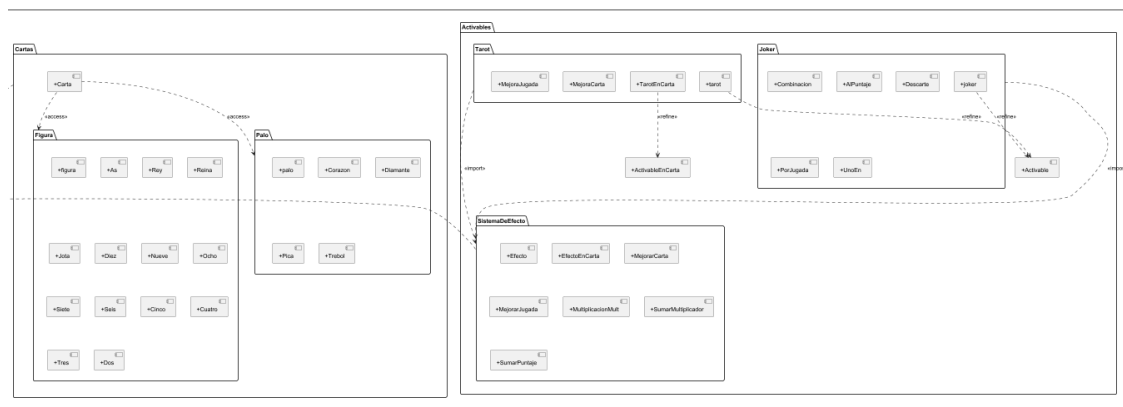 Activables
Cartas
Tarot
Joker
+Carta
+MejoraJugada
+MejoraCarta
+TarotEnCarta
+tarot
+Combinacion
+AlPuntaje
+Descarte
+joker
«access»
«access»
«refine»
«refine»
«refine»
Figura
Palo
+figura
+As
+Rey
+Reina
+palo
+Corazon
+Diamante
«import»
+ActivableEnCarta
+PorJugada
+UnoEn
+Activable
SistemaDeEfecto
+Jota
+Diez
+Nueve
+Ocho
+Pica
+Trebol
+Efecto
+EfectoEnCarta
+MejorarCarta
+Siete
+Seis
+Cinco
+Cuatro
+MejorarJugada
+MultiplicacionMult
+SumarMultiplicador
+Tres
+Dos
+SumarPuntaje